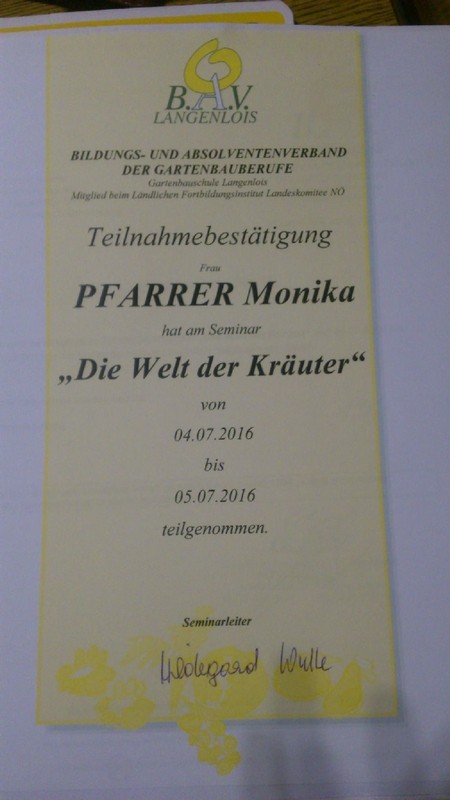 B.A.V.
LANGENLOIS
BILDUNGS- UND ABSOLVENTENVERBAND
DER GARTENBAUBERUFE
Gartenbauschule Langenlois
Mitglied beim Ländlichen Fortbildungsinstitut Landeskomitee NÖ
Teilnahmebestätigung
Frau
PFARRER Monika
hat am Seminar
„Die Welt der Kräuter“
von
04.07.2016
bis
05.07.2016
teilgenommen.
Seminarleiter
Hildegard